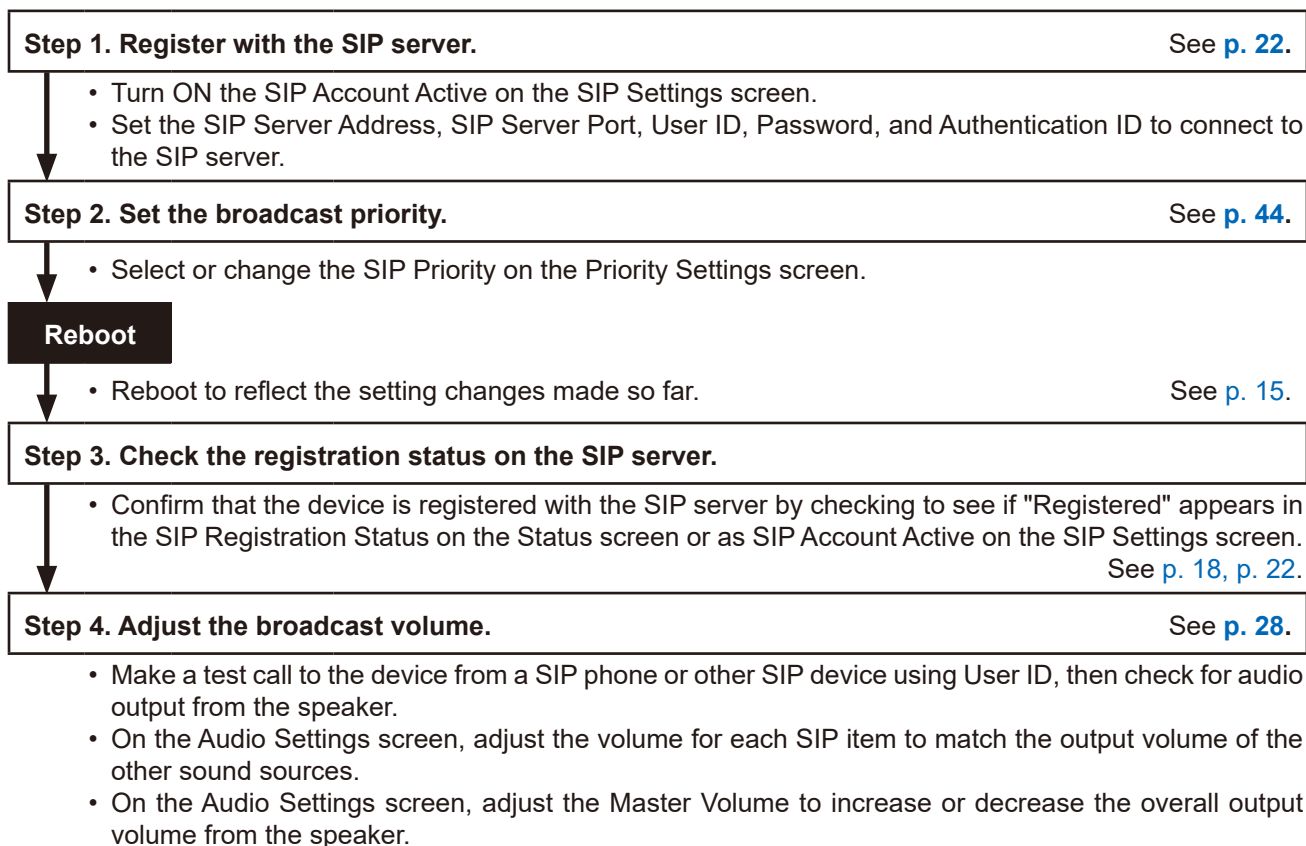 Step 1. Register with the SIP server. See p. 22.
• Turn ON the SIP Account Active on the SIP Settings screen.
• Set the SIP Server Address, SIP Server Port, User ID, Password, and Authentication ID to connect to
the SIP server.
Step 2. Set the broadcast priority. See p. 44.
• Select or change the SIP Priority on the Priority Settings screen.
Reboot
• Reboot to reflect the setting changes made so far. See p. 15.
Step 3. Check the registration status on the SIP server.
• Confirm that the device is registered with the SIP server by checking to see if "Registered" appears in
the SIP Registration Status on the Status screen or as SIP Account Active on the SIP Settings screen.
See p. 18, p. 22.
Step 4. Adjust the broadcast volume. See p. 28.
• Make a test call to the device from a SIP phone or other SIP device using User ID, then check for audio
output from the speaker.
• On the Audio Settings screen, adjust the volume for each SIP item to match the output volume of the
other sound sources.
• On the Audio Settings screen, adjust the Master Volume to increase or decrease the overall output
volume from the speaker.